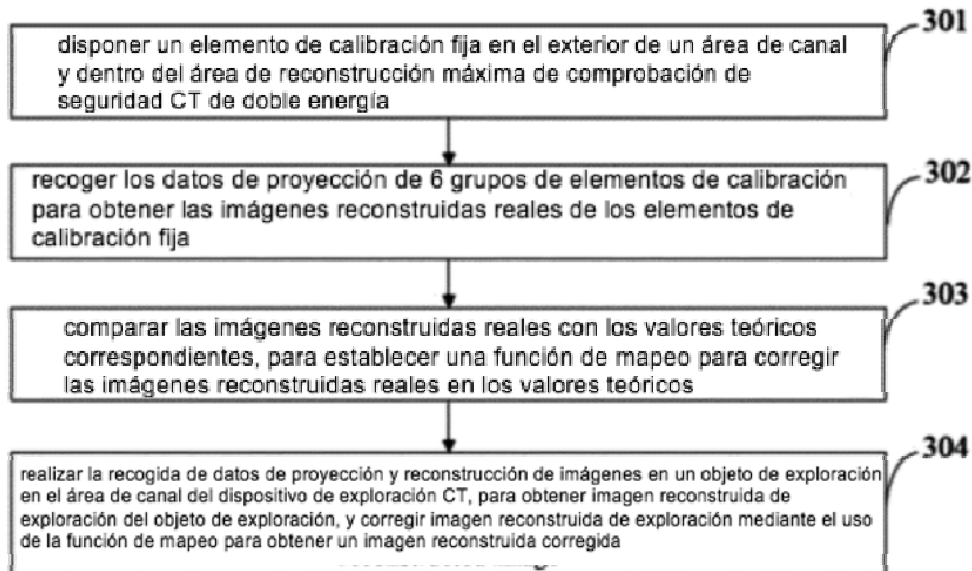 301
disponer un elemento de calibración fija en el exterior de un área de canal
y dentro del área de reconstrucción máxima de comprobación de
seguridad CT de doble energía
302
recoger los datos de proyección de 6 grupos de elementos de calibración
para obtener las imágenes reconstruidas reales de los elementos de
calibración fija
303
comparar las imágenes reconstruidas reales con los valores teóricos
correspondientes, para establecer una función de mapeo para corregir
las imágenes reconstruidas reales en los valores teóricos
304
realizar la recogida de datos de proyección y reconstrucción de imágenes en un objeto de exploración
en el área de canal del dispositivo de exploración CT, para obtener imagen reconstruida de
exploración del objeto de exploración, y corregir imagen reconstruida de exploración mediante el uso
de la función de mapeo para obtener un imagen reconstruida corregida